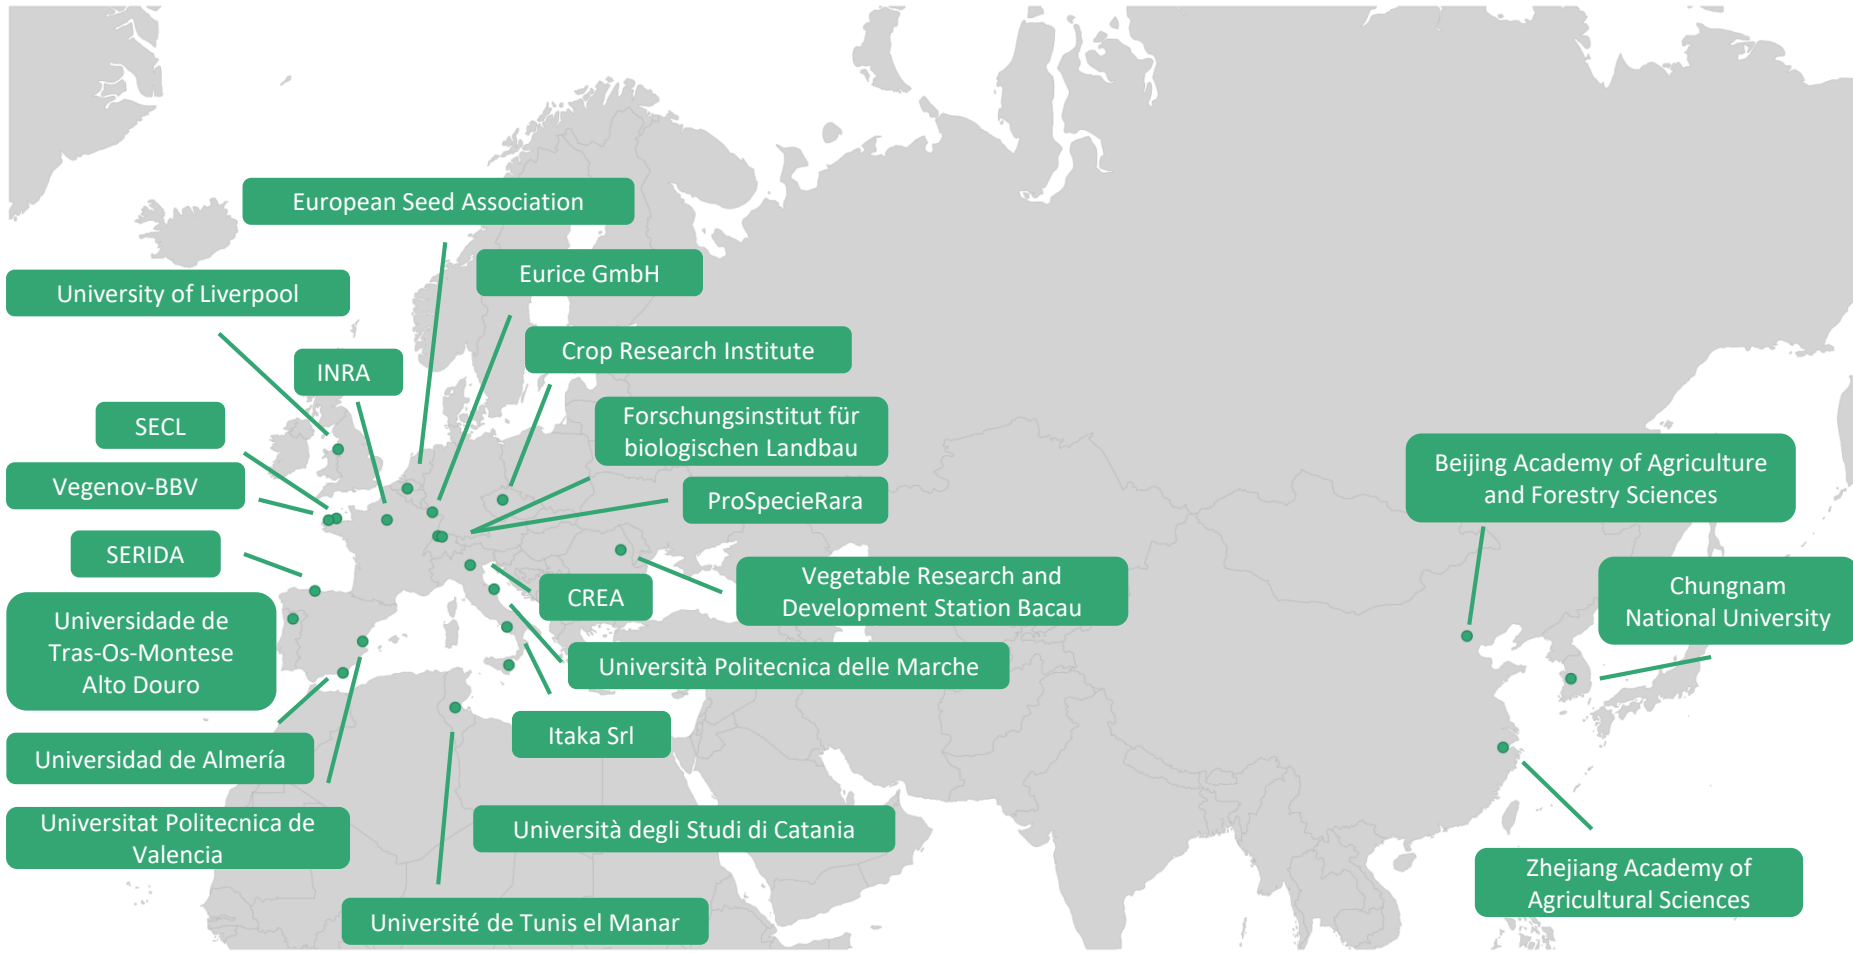 European Seed Association
Eurice GmbH
University of Liverpool
Crop Research Institute
INRA
SECL
Forschungsinstitut für
biologischen Landbau
Vegenov-BBV
ProSpecieRara
Beijing Academy of Agriculture
and Forestry Sciences
SERIDA
CREA
Vegetable Research and
Development Station Bacau
Chungnam
National University
Universidade de
Tras-Os-Montese
Alto Douro
Università Politecnica delle Marche
Itaka Srl
Universidad de Almería
Universitat Politecnica de
Valencia
Università degli Studi di Catania
Zhejiang Academy of
Agricultural Sciences
Université de Tunis el Manar